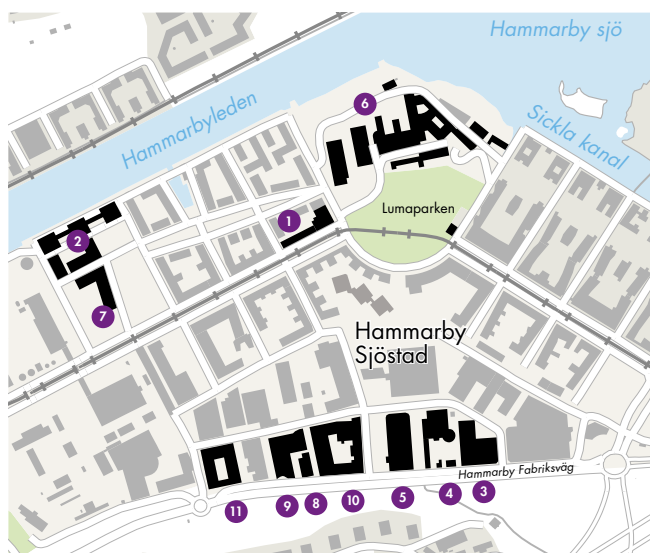 Hammarby sjö
6
Hammarbyleden
Sickla kanal
Lumaparken
1
2
7
Hammarby
Sjöstad
Hammarby Fabriksväg
11
9
8
10
5
4
3